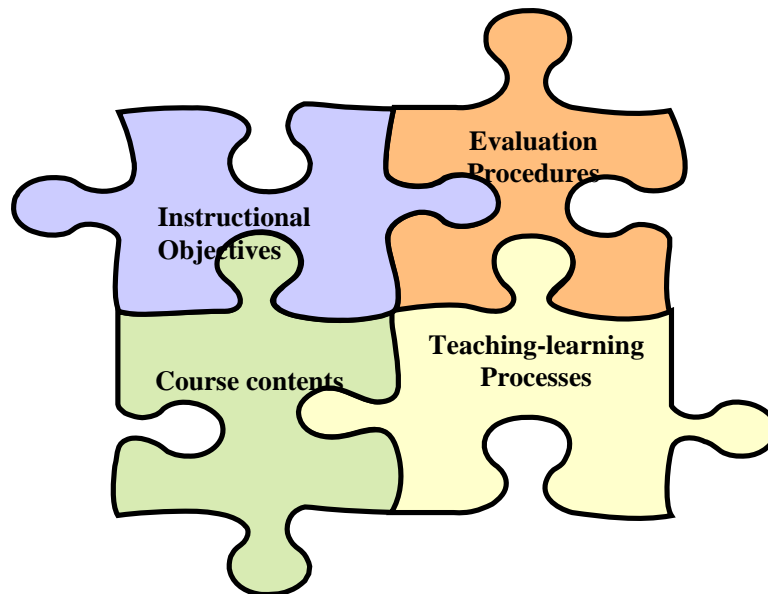 Evaluation
Procedures
Instructional
Objectives
Teaching-learning
Processes
Course contents